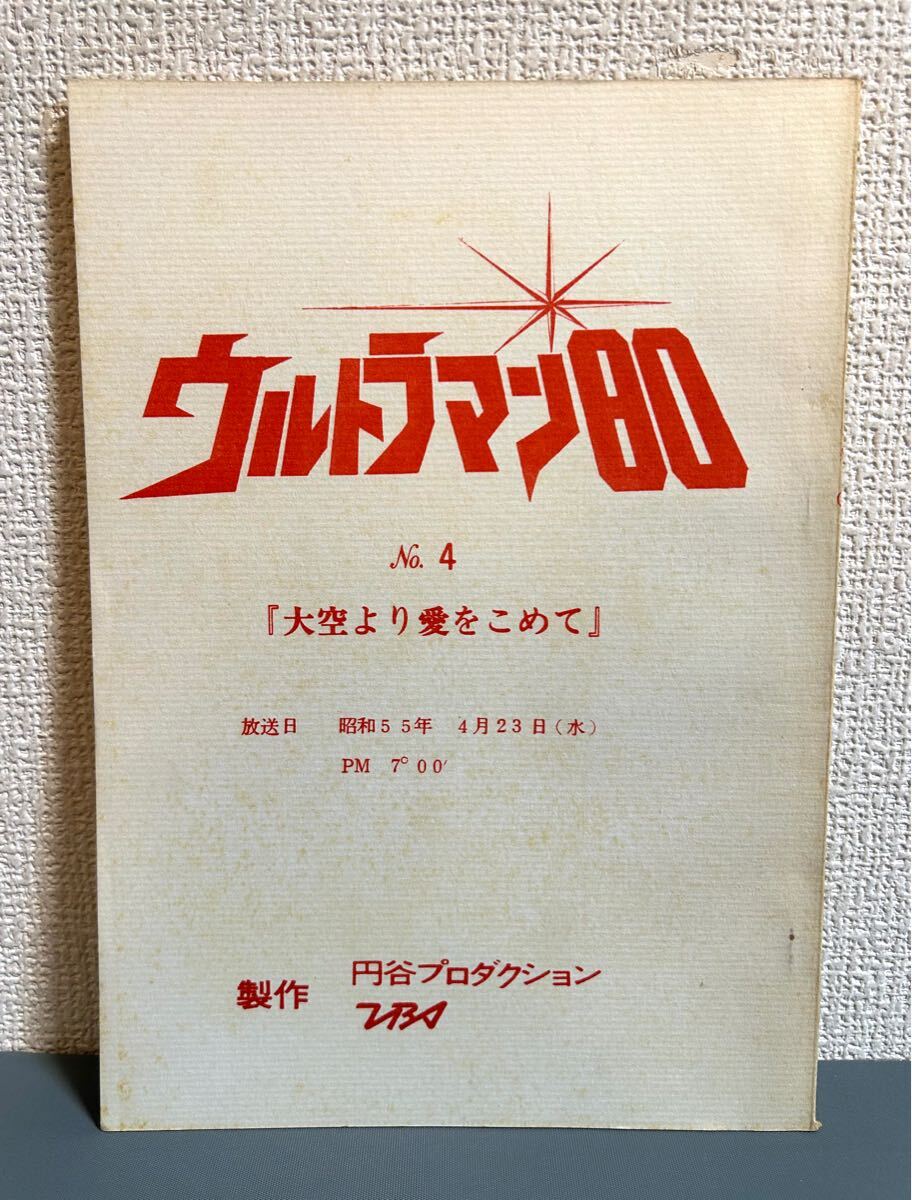 ウルトラマン80
No. 4
『大空より愛をこめて』
放送日 昭和55年 4月23日(水)
PM 7°00′
製作 円谷プロダクション
TBS